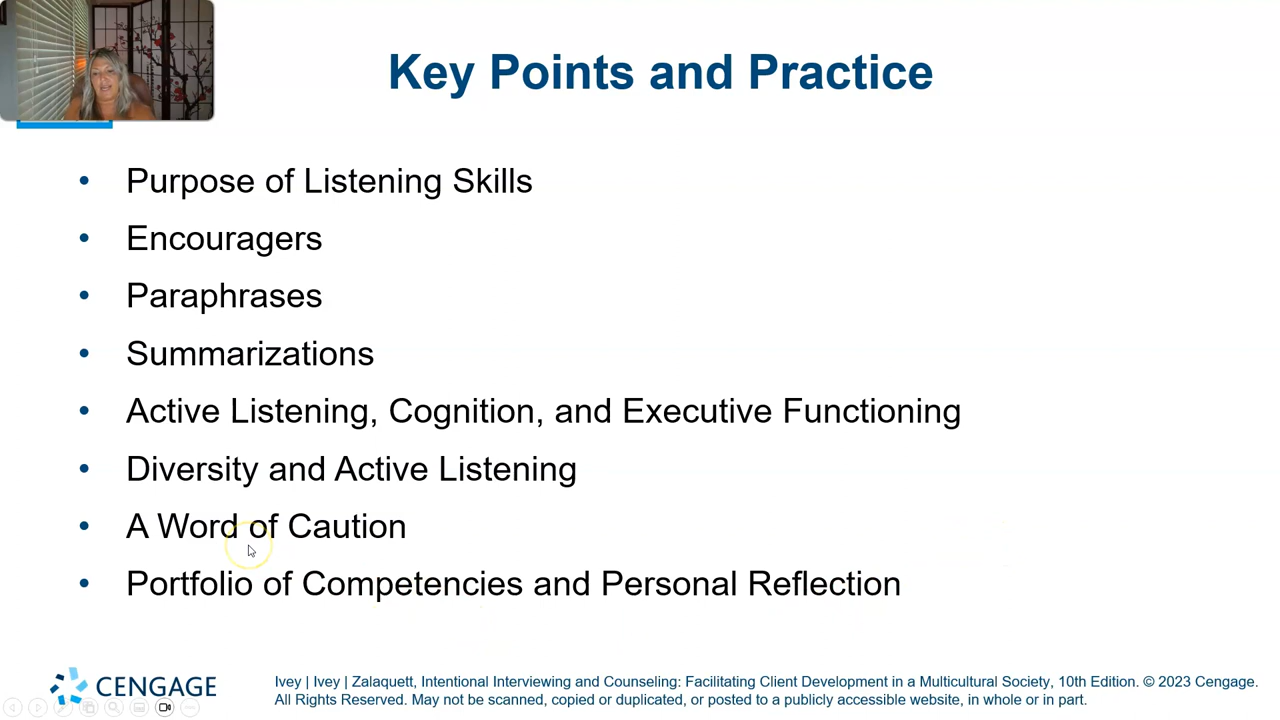 Key Points and Practice
• Purpose of Listening Skills
• Encouragers
• Paraphrases
• Summarizations
• Active Listening, Cognition, and Executive Functioning
• Diversity and Active Listening
• A Word of Caution
• Portfolio of Competencies and Personal Reflection
CENGAGE
Ivey | Ivey | Zalaquett, Intentional Interviewing and Counseling: Facilitating Client Development in a Multicultural Society, 10th Edition. © 2023 Cengage.
All Rights Reserved. May not be scanned, copied or duplicated, or posted to a publicly accessible website, in whole or in part.